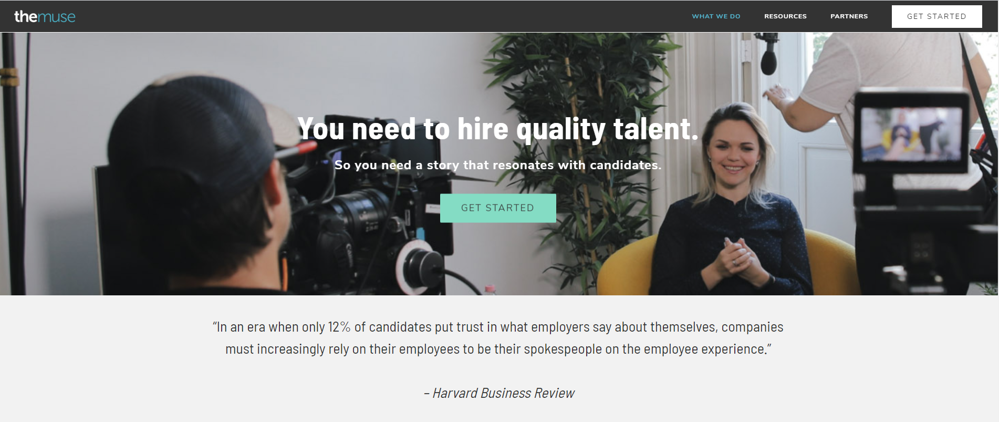 themuse
WHAT WE DO
RESOURCES
PARTNERS
GET STARTED
You need to hire quality talent.
So you need a story that resonates with candidates.
GET STARTED
“In an era when only 12% of candidates put trust in what employers say about themselves, companies
must increasingly rely on their employees to be their spokespeople on the employee experience.”
– Harvard Business Review